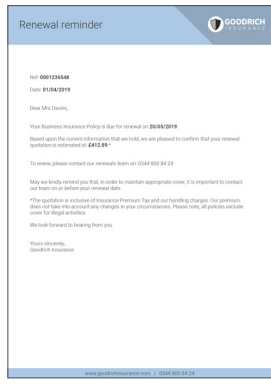 Renewal reminder
GOODRICH
INSURANCE
Ref: 0001236548
Date: 01/04/2019
Dear Mrs Davies,
Your Business Insurance Policy is due for renewal on 20/05/2019
Based upon the current information that we hold, we are pleased to confirm that your renewal
quotation is estimated at: £412.89.*
To renew, please contact our renewals team on: 0344 800 84 24.
May we kindly remind you that, in order to maintain appropriate cover, it is important to contact
our team on or before your renewal date.
*The quotation is inclusive of Insurance Premium Tax and our handling charges. Our premium
does not take into account any changes in your circumstances. Please note, all policies exclude
cover for illegal activities.
We look forward to hearing from you.
Yours sincerely,
Goodrich Insurance
www.goodrichinsurance.com | 0344 800 84 24